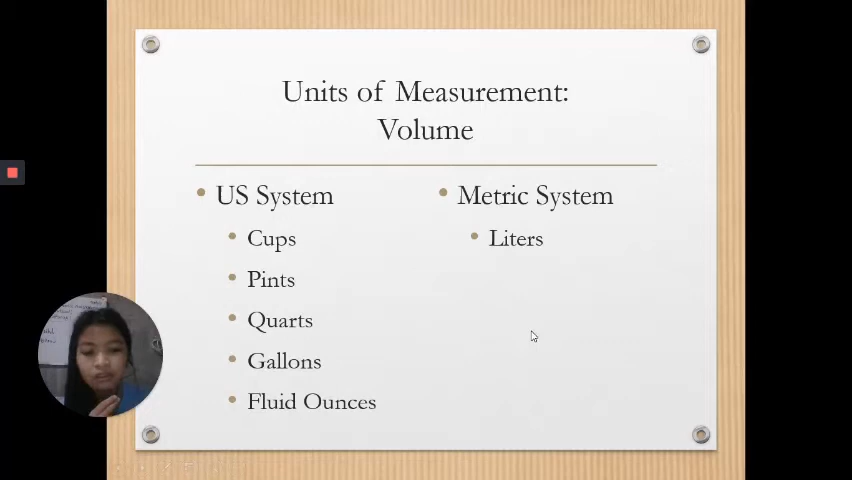 Units of Measurement:
Volume
US System
Cups
Pints
Quarts
Gallons
Fluid Ounces
Metric System
Liters